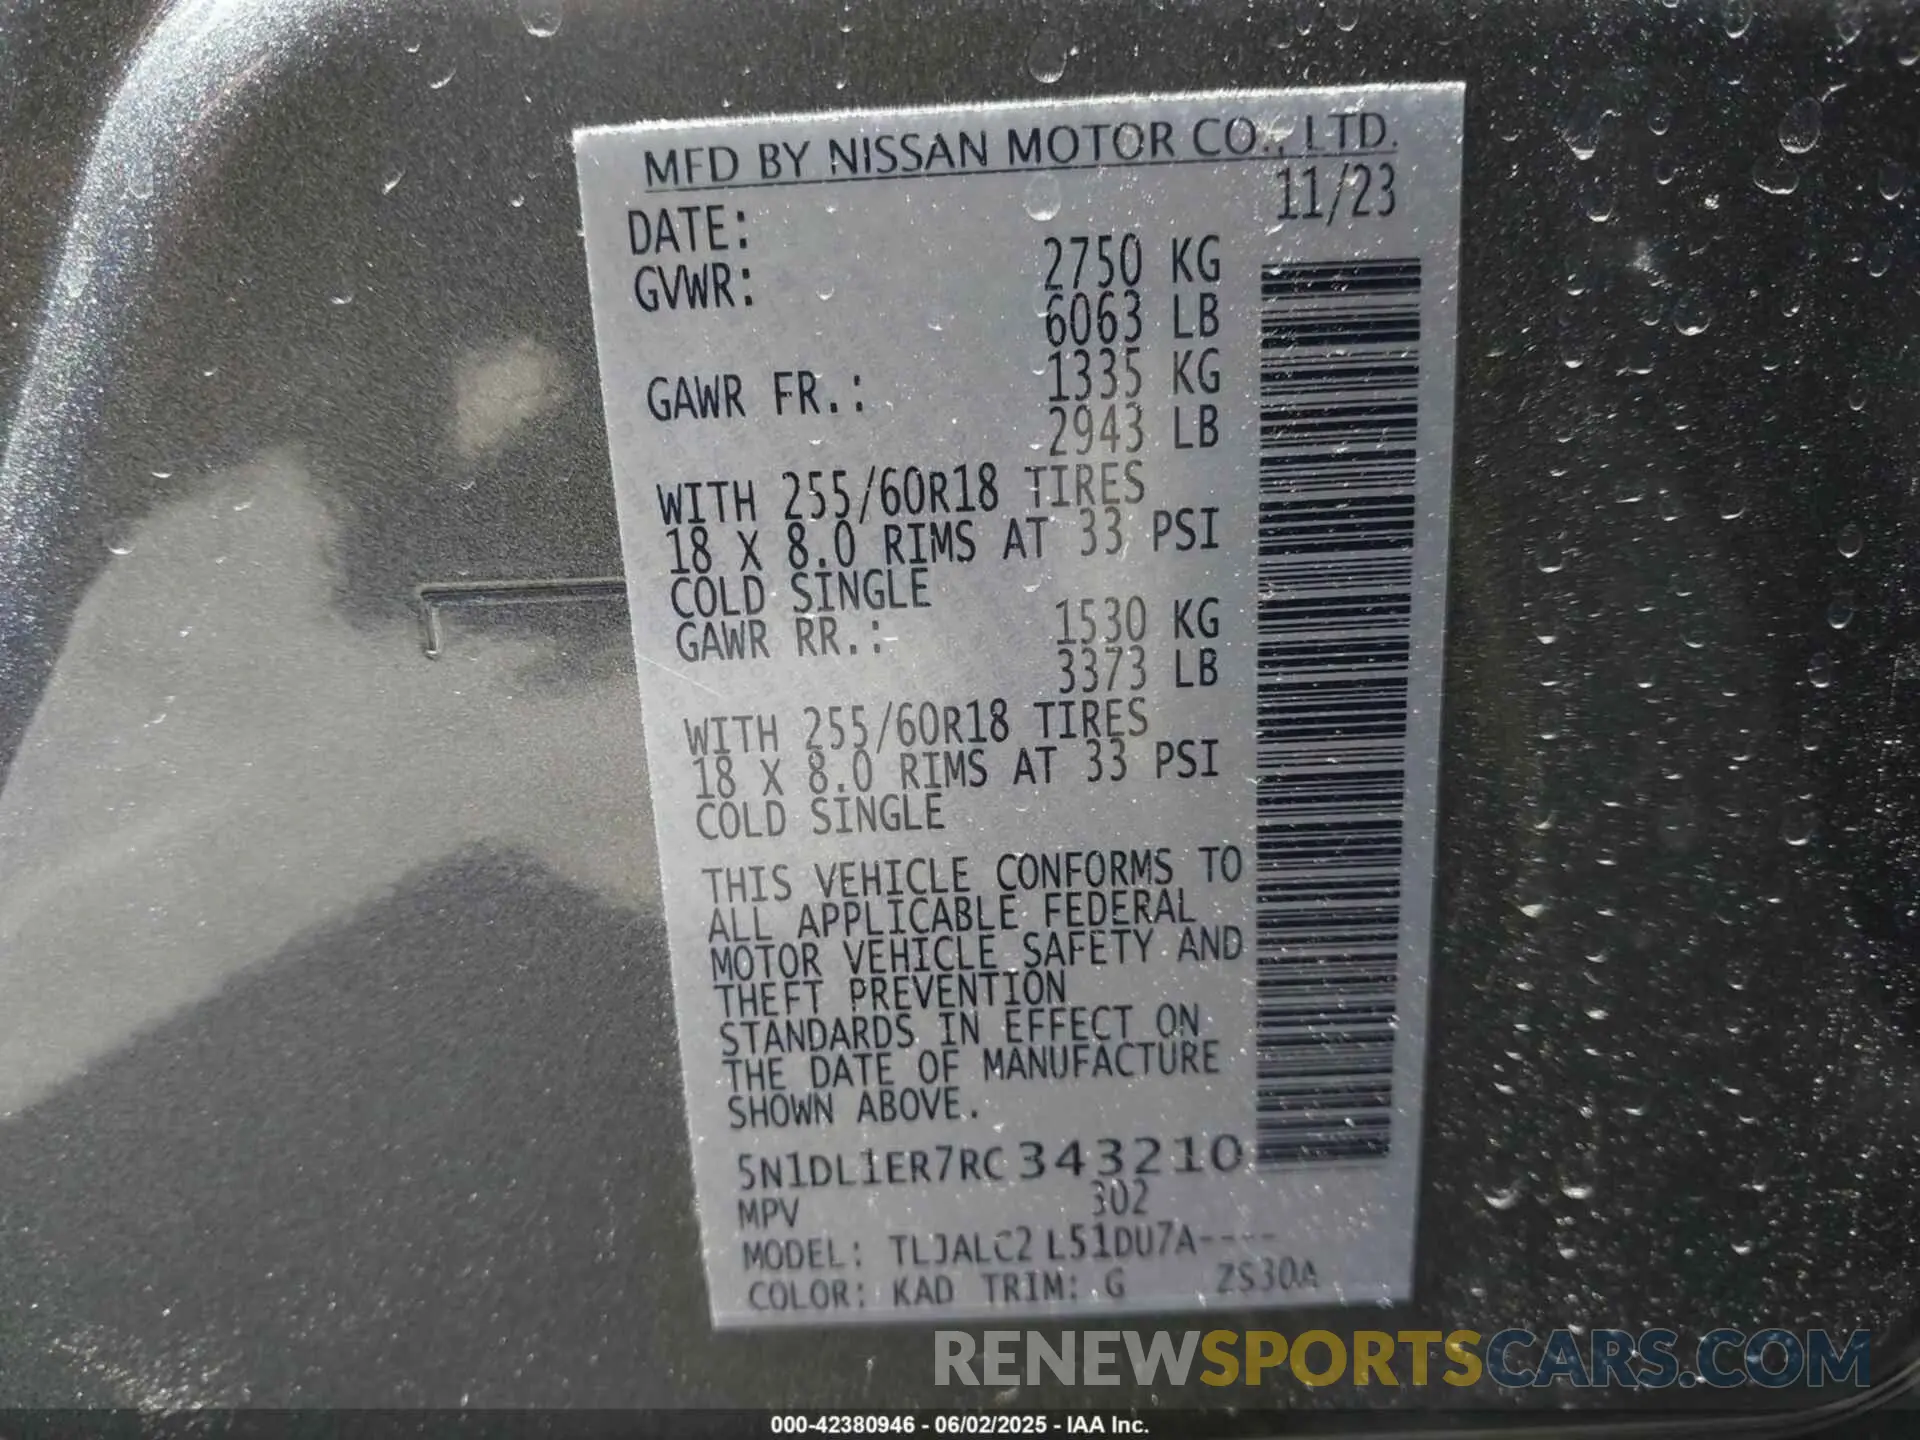 MFD BY NISSAN MOTOR CO., LTD.
DATE: 11/23
GVWR: 2750 KG
6063 LB
GAWR FR.: 1335 KG
2943 LB
WITH 255/60R18 TIRES
18 X 8.0 RIMS AT 33 PSI
COLD SINGLE
GAWR RR.: 1530 KG
3373 LB
WITH 255/60R18 TIRES
18 X 8.0 RIMS AT 33 PSI
COLD SINGLE
THIS VEHICLE CONFORMS TO
ALL APPLICABLE FEDERAL
MOTOR VEHICLE SAFETY AND
THEFT PREVENTION
STANDARDS IN EFFECT ON
THE DATE OF MANUFACTURE
SHOWN ABOVE.
5N1DL1ER7RC343210
MPV 302
MODEL: TLJALC2 L51DU7A----
COLOR: KAD TRIM: G ZS30A
RENEWSPORTSCARS.COM
000-42380946 - 06/02/2025 - IAA Inc.